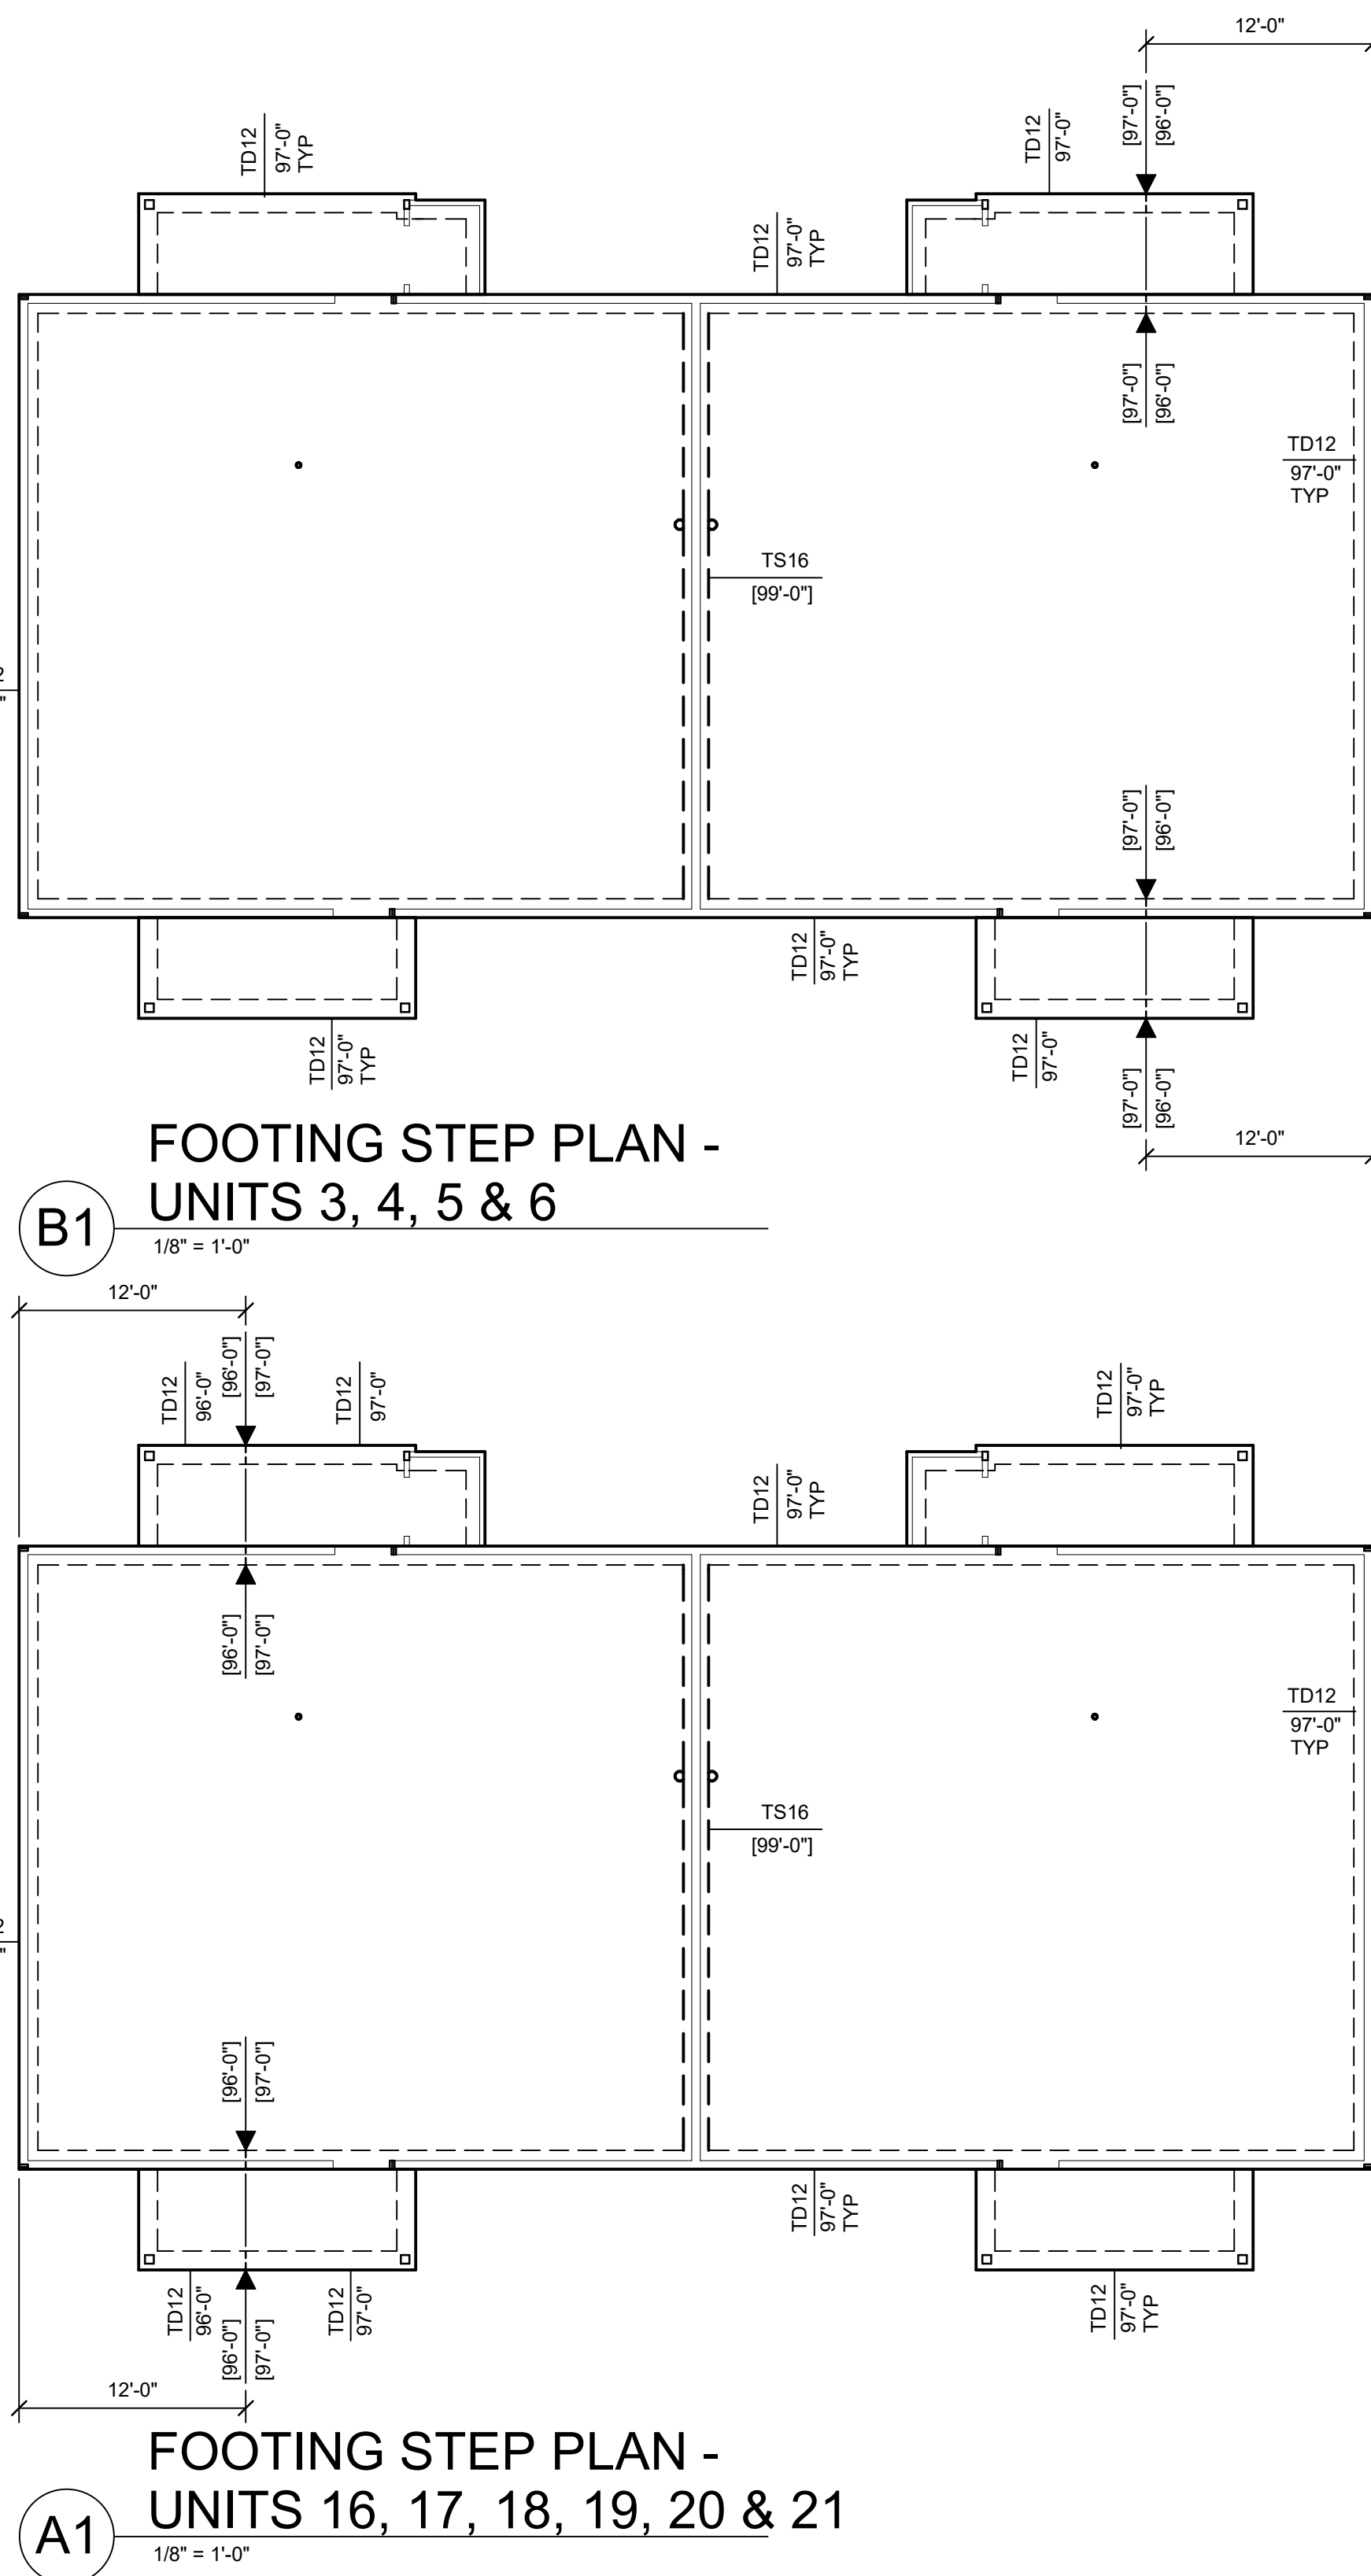 12'-0"
TD12
97'-0"
TYP
TD12
97'-0"
[97'-0"]
[96'-0"]
TD12
97'-0"
TYP
[97'-0"]
[96'-0"]
TD12
97'-0"
TYP
TS16
[99'-0"]
[97'-0"]
[96'-0"]
TD12
97'-0"
TYP
TD12
97'-0"
TYP
TD12
97'-0"
[97'-0"]
[96'-0"]
12'-0"
FOOTING STEP PLAN -
UNITS 3, 4, 5 & 6
B1
1/8" = 1'-0"
12'-0"
TD12
96'-0"
[96'-0"]
[97'-0"]
TD12
97'-0"
TD12
97'-0"
TYP
TD12
97'-0"
TYP
[96'-0"]
[97'-0"]
TD12
97'-0"
TYP
TS16
[99'-0"]
[96'-0"]
[97'-0"]
TD12
97'-0"
TYP
TD12
96'-0"
[96'-0"]
[97'-0"]
TD12
97'-0"
TD12
97'-0"
TYP
12'-0"
FOOTING STEP PLAN -
UNITS 16, 17, 18, 19, 20 & 21
A1
1/8" = 1'-0"